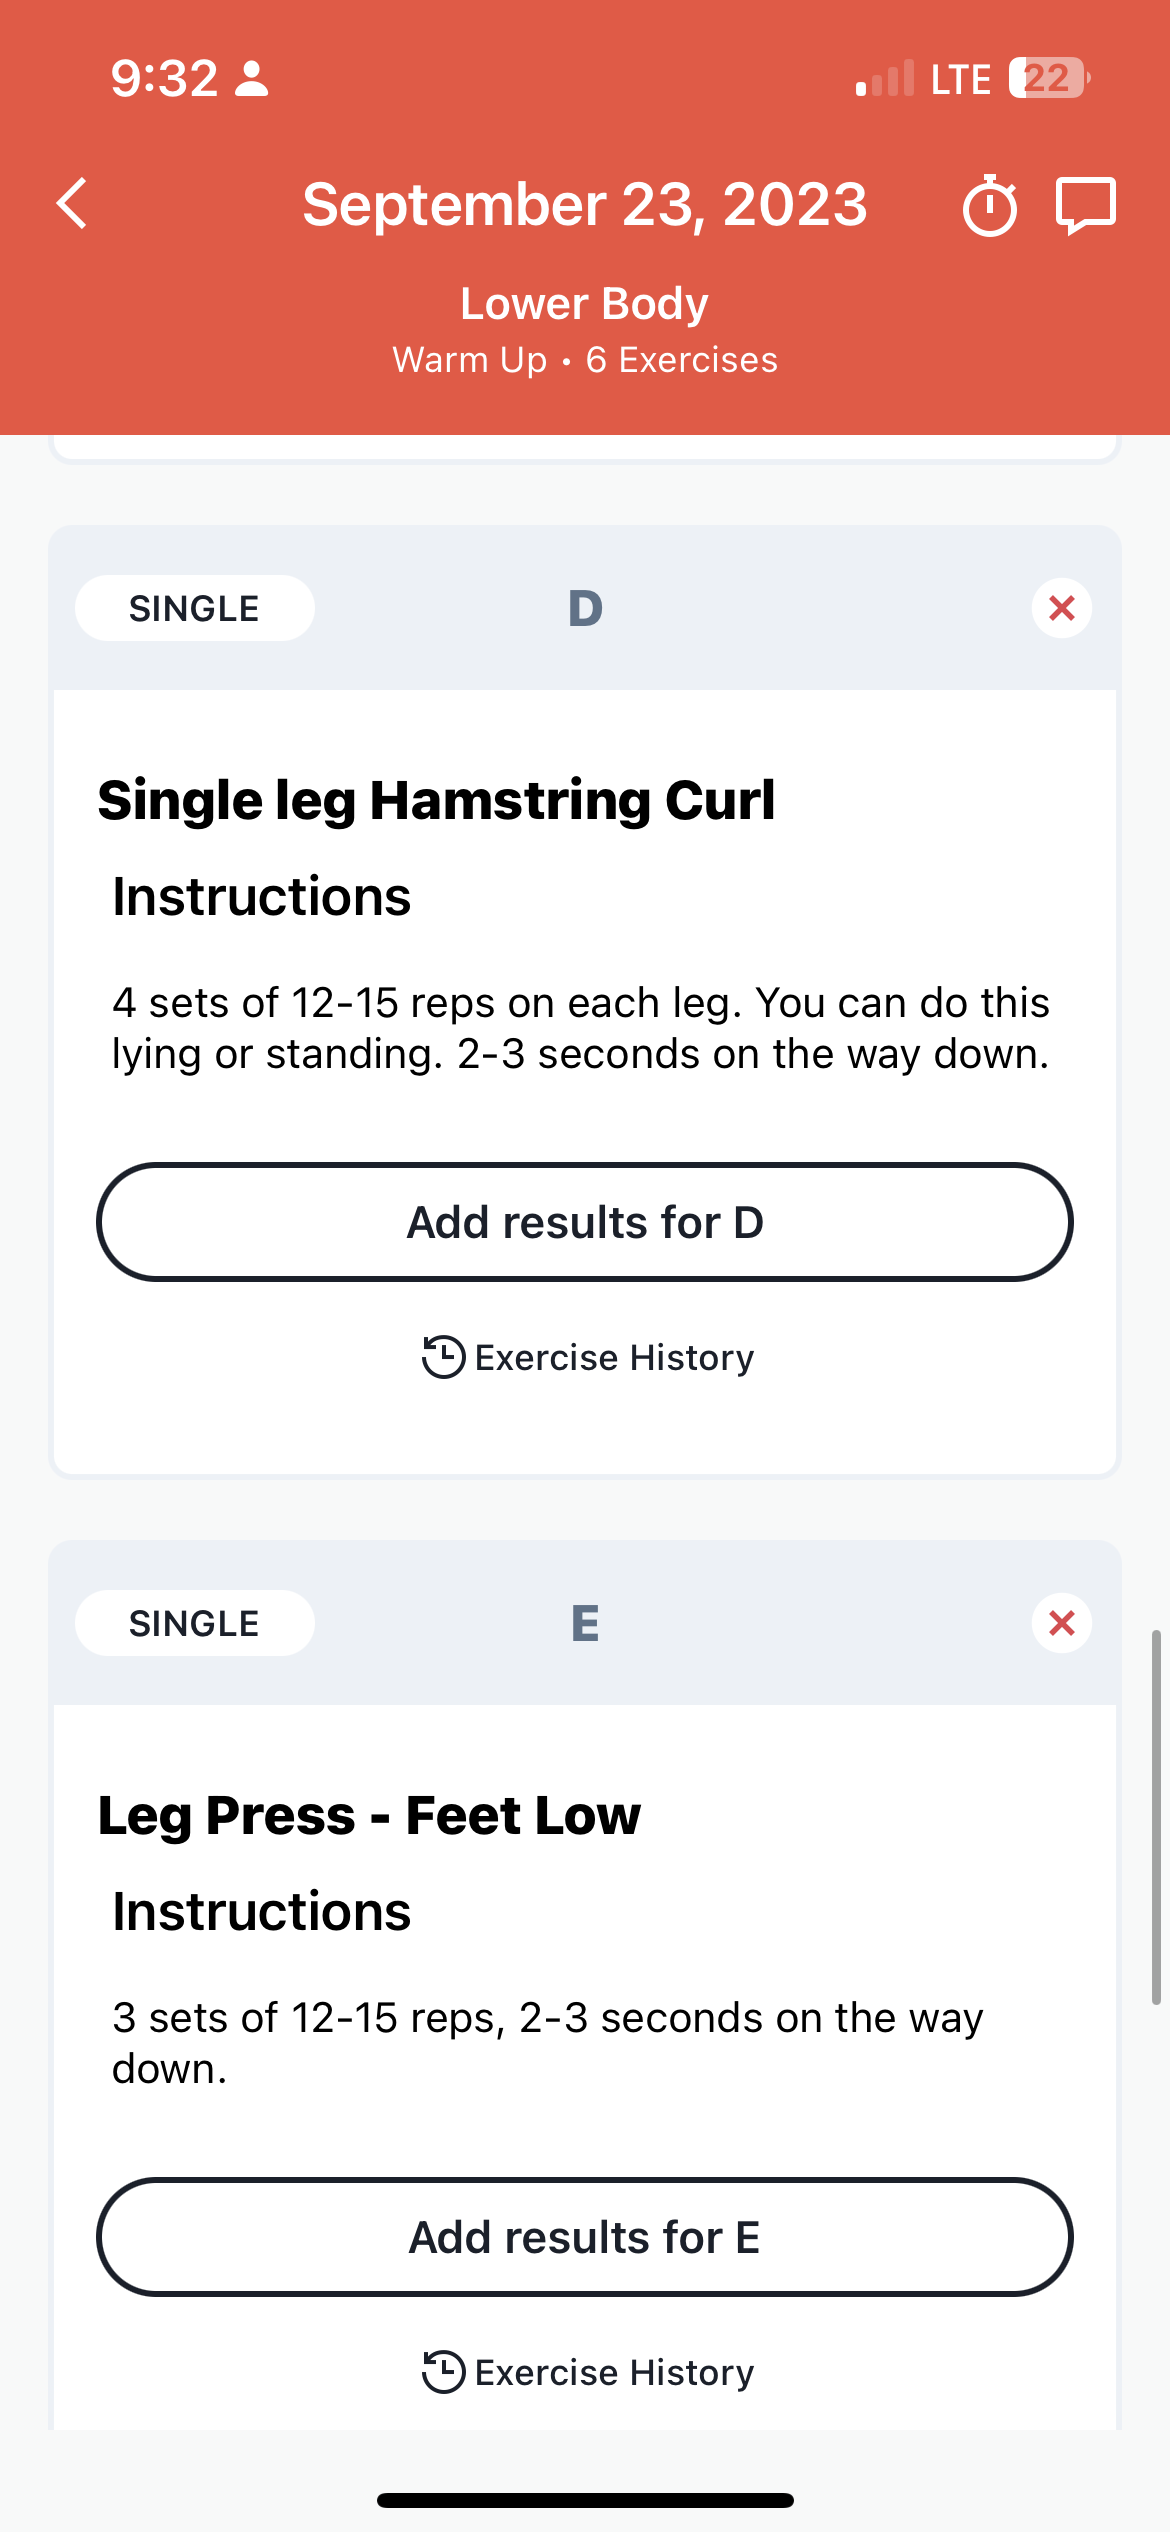 9:32
LTE
22
September 23, 2023
Lower Body
Warm Up • 6 Exercises
SINGLE
D
Single leg Hamstring Curl
Instructions
4 sets of 12-15 reps on each leg. You can do this
lying or standing. 2-3 seconds on the way down.
Add results for D
Exercise History
SINGLE
E
Leg Press - Feet Low
Instructions
3 sets of 12-15 reps, 2-3 seconds on the way
down.
Add results for E
Exercise History